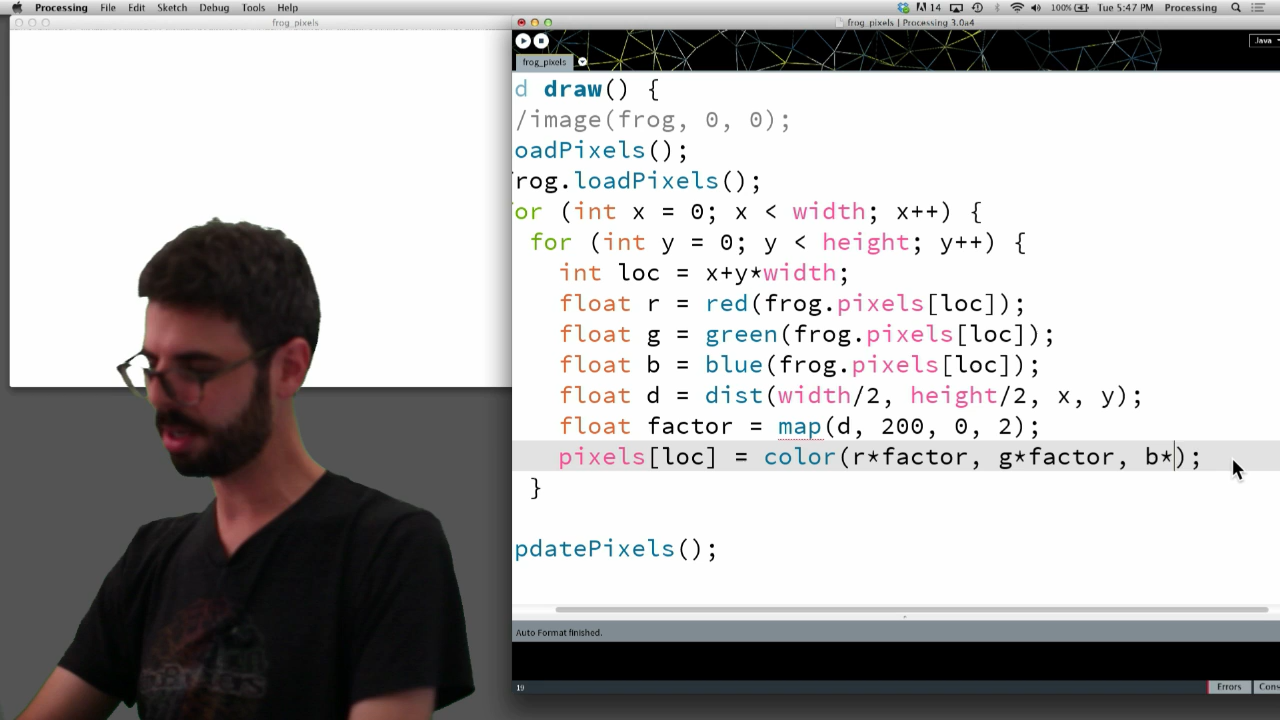 Processing File Edit Sketch Debug Tools Help 14 100% Tue 5:47 PM Processing
frog_pixels
frog_pixels | Processing 3.0a4
Java
frog_pixels
d draw() {
/image(frog, 0, 0);
oadPixels();
rog.loadPixels();
or (int x = 0; x < width; x++) {
for (int y = 0; y < height; y++) {
int loc = x+y*width;
float r = red(frog.pixels[loc]);
float g = green(frog.pixels[loc]);
float b = blue(frog.pixels[loc]);
float d = dist(width/2, height/2, x, y);
float factor = map(d, 200, 0, 2);
pixels[loc] = color(r*factor, g*factor, b*);
}
pdatePixels();
Auto Format finished.
19
Errors Cons